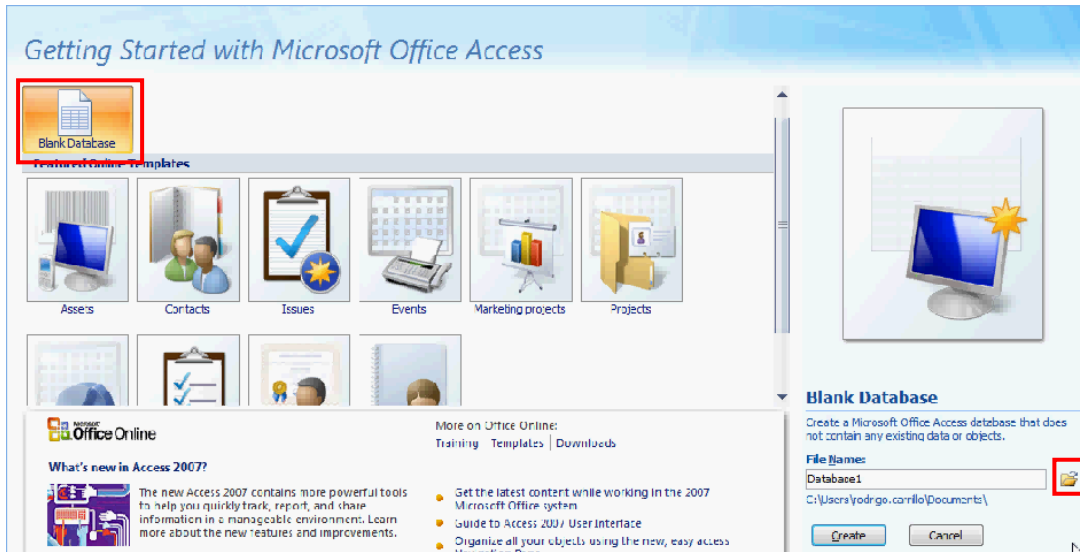 Getting Started with Microsoft Office Access
Blank Database
Featured Online Templates
Assets
Contacts
Issues
Events
Marketing projects
Projects
Microsoft
Office Online
What's new in Access 2007?
The new Access 2007 contains more powerful tools
to help you quickly track, report, and share
information in a manageable environment. Learn
more about the new features and improvements.
More on Office Online:
Training | Templates | Downloads
Get the latest content while working in the 2007
Microsoft Office system
Guide to Access 2007 User Interface
Organize all your objects using the new, easy access
Blank Database
Create a Microsoft Office Access database that does
not contain any existing data or objects.
File Name:
Database1
C:\Users\rodrigo.carrillo\Documents\
Create
Cancel